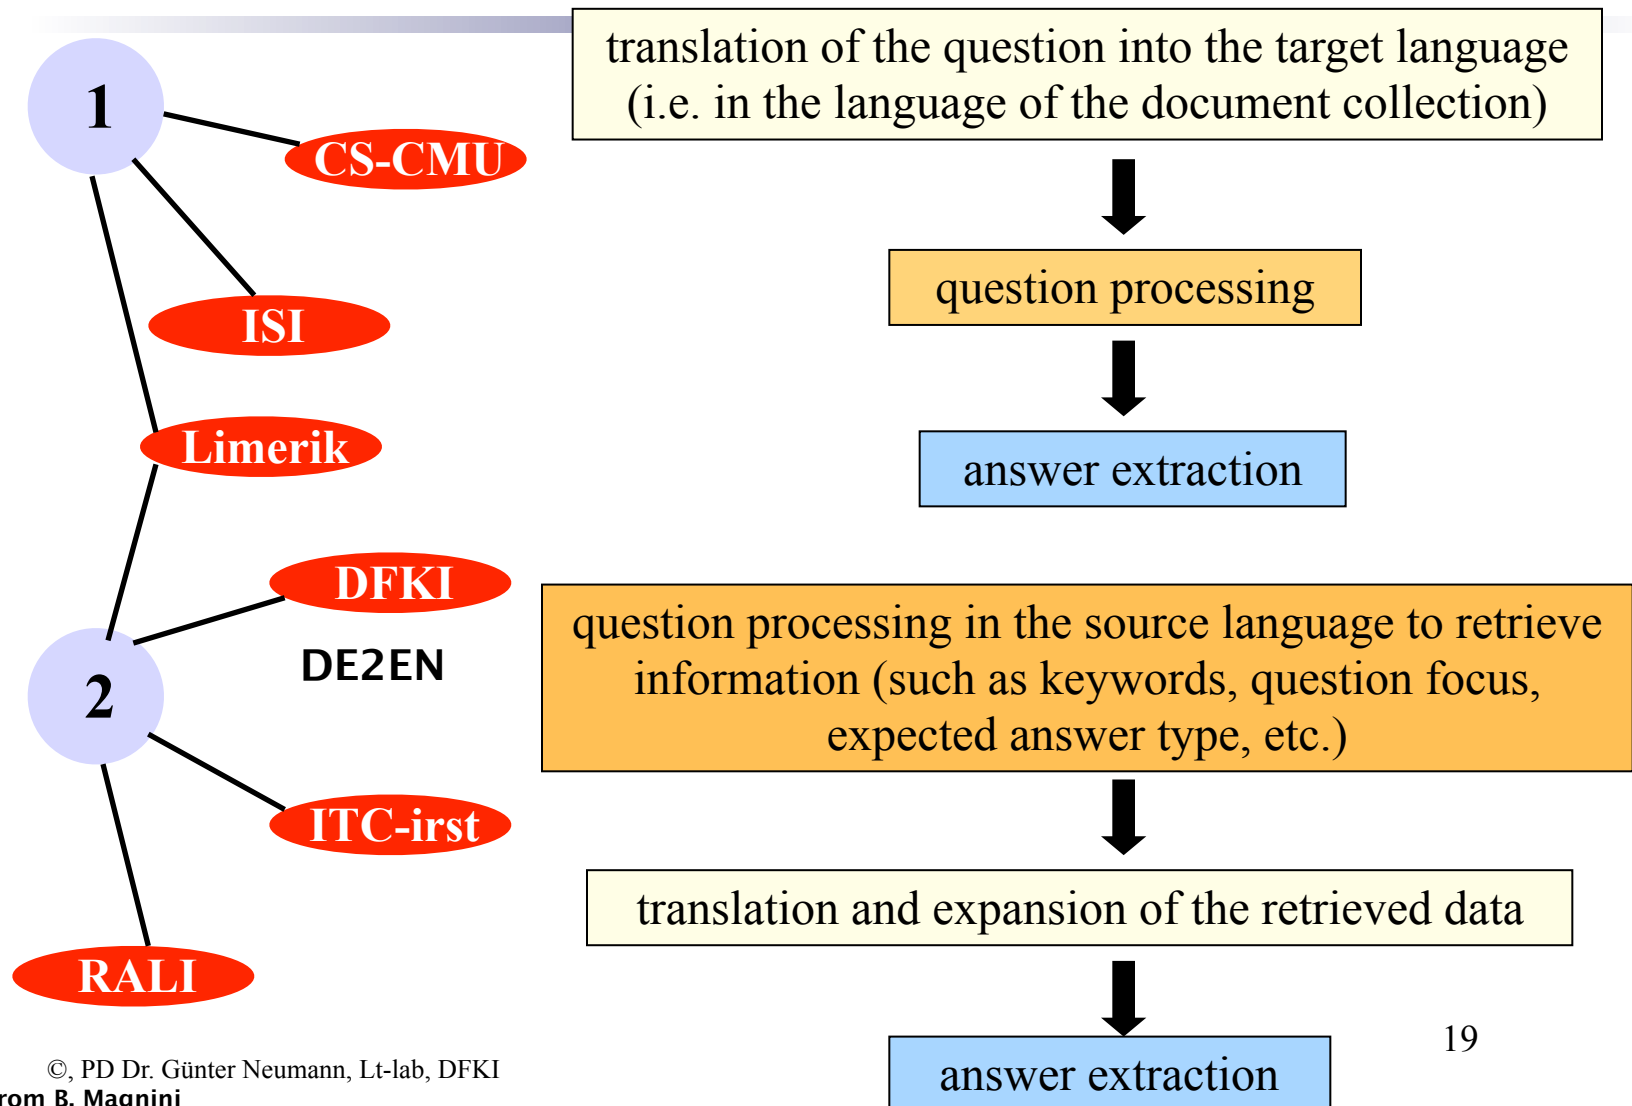 1
CS-CMU
ISI
Limerik
DFKI
DE2EN
2
ITC-irst
RALI
translation of the question into the target language
(i.e. in the language of the document collection)
question processing
answer extraction
question processing in the source language to retrieve
information (such as keywords, question focus,
expected answer type, etc.)
translation and expansion of the retrieved data
answer extraction
19
©, PD Dr. Günter Neumann, Lt-lab, DFKI
rom B. Magnini